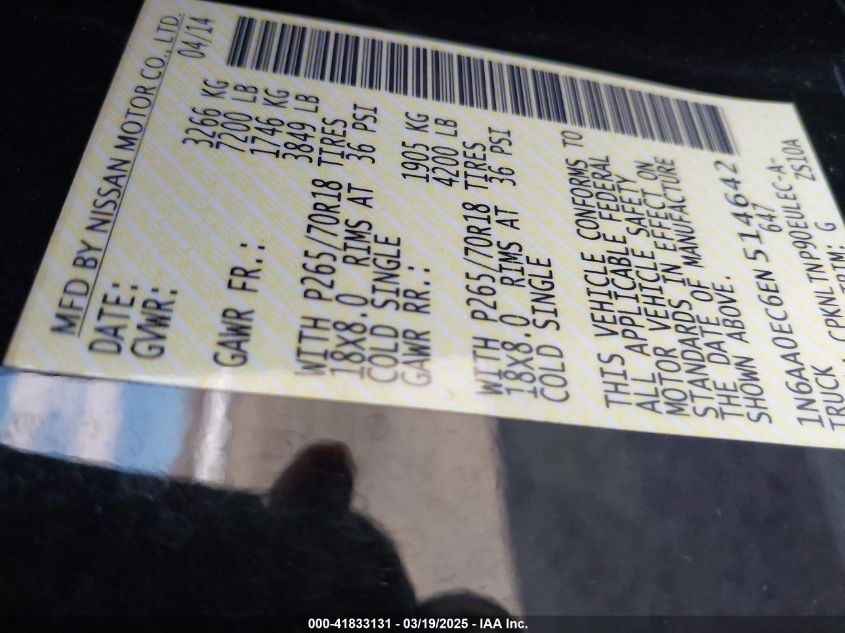 MFD BY NISSAN MOTOR CO., LTD.
DATE: 04/14
GVWR: 3266 KG
7200 LB
GAWR FR.: 1746 KG
3849 LB
WITH P265/70R18 TIRES
18X8.0 RIMS AT 36 PSI
COLD SINGLE
GAWR RR.: 1905 KG
4200 LB
WITH P265/70R18 TIRES
18X8.0 RIMS AT 36 PSI
COLD SINGLE
THIS VEHICLE CONFORMS TO
ALL APPLICABLE FEDERAL
MOTOR VEHICLE SAFETY
STANDARDS IN EFFECT ON
THE DATE OF MANUFACTURE
SHOWN ABOVE.
1N6AA0EC6EN514642
647
TRUCK CPKNLTNP90EULEC-A-
ZS10A
TRIM: G
000-41833131 - 03/19/2025 - IAA Inc.